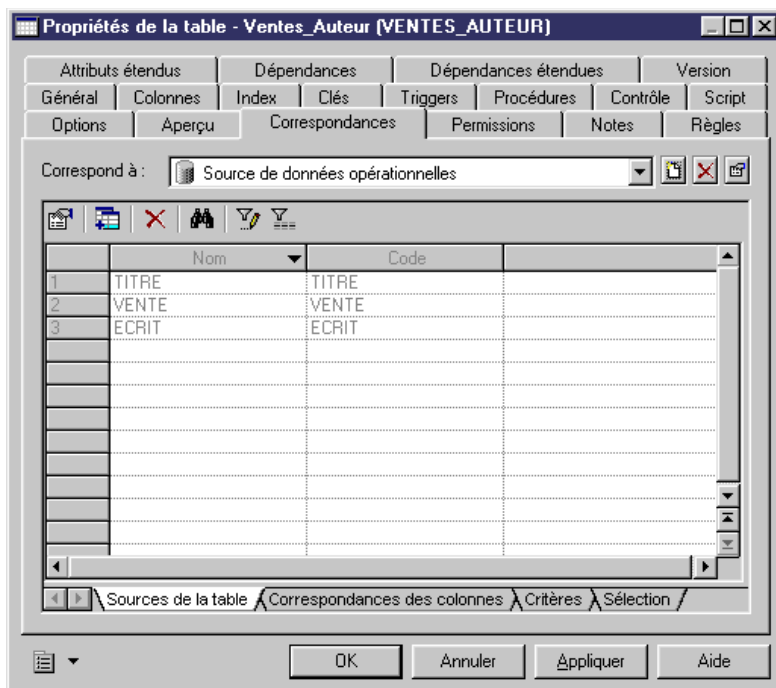 Propriétés de la table - Ventes_Auteur (VENTES_AUTEUR)
Attributs étendus Dépendances Dépendances étendues Version
Général Colonnes Index Clés Triggers Procédures Contrôle Script
Options Aperçu Correspondances Permissions Notes Règles
Correspond à : Source de données opérationnelles
Nom Code
1 TITRE TITRE
2 VENTE VENTE
3 ECRIT ECRIT
Sources de la table Correspondances des colonnes Critères Sélection
OK Annuler Appliquer Aide